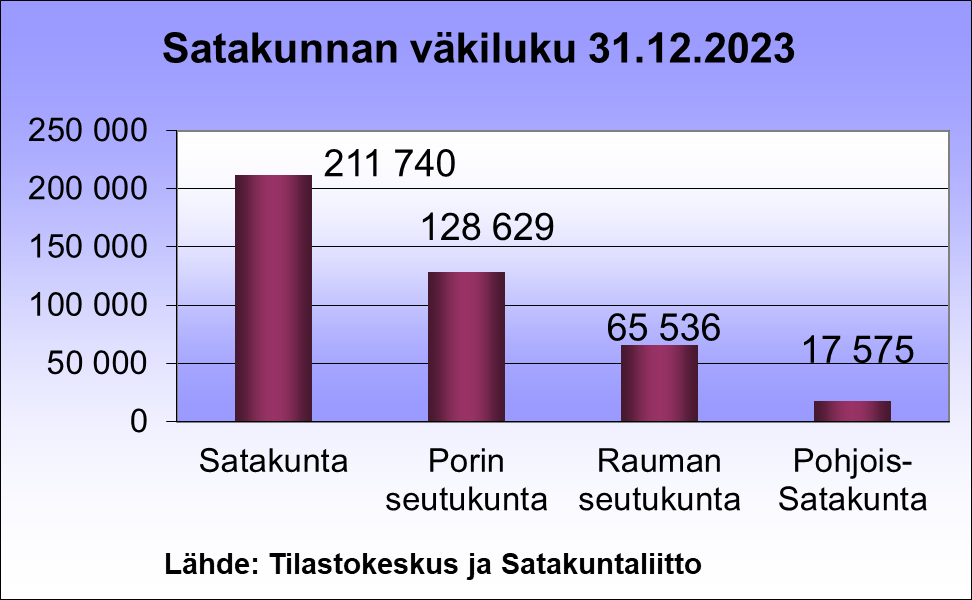 Satakunnan väkiluku 31.12.2023
250 000
200 000
150 000
100 000
50 000
0
211 740
128 629
65 536
17 575
Satakunta
Porin
seutukunta
Rauman
seutukunta
Pohjois-
Satakunta
Lähde: Tilastokeskus ja Satakuntaliitto